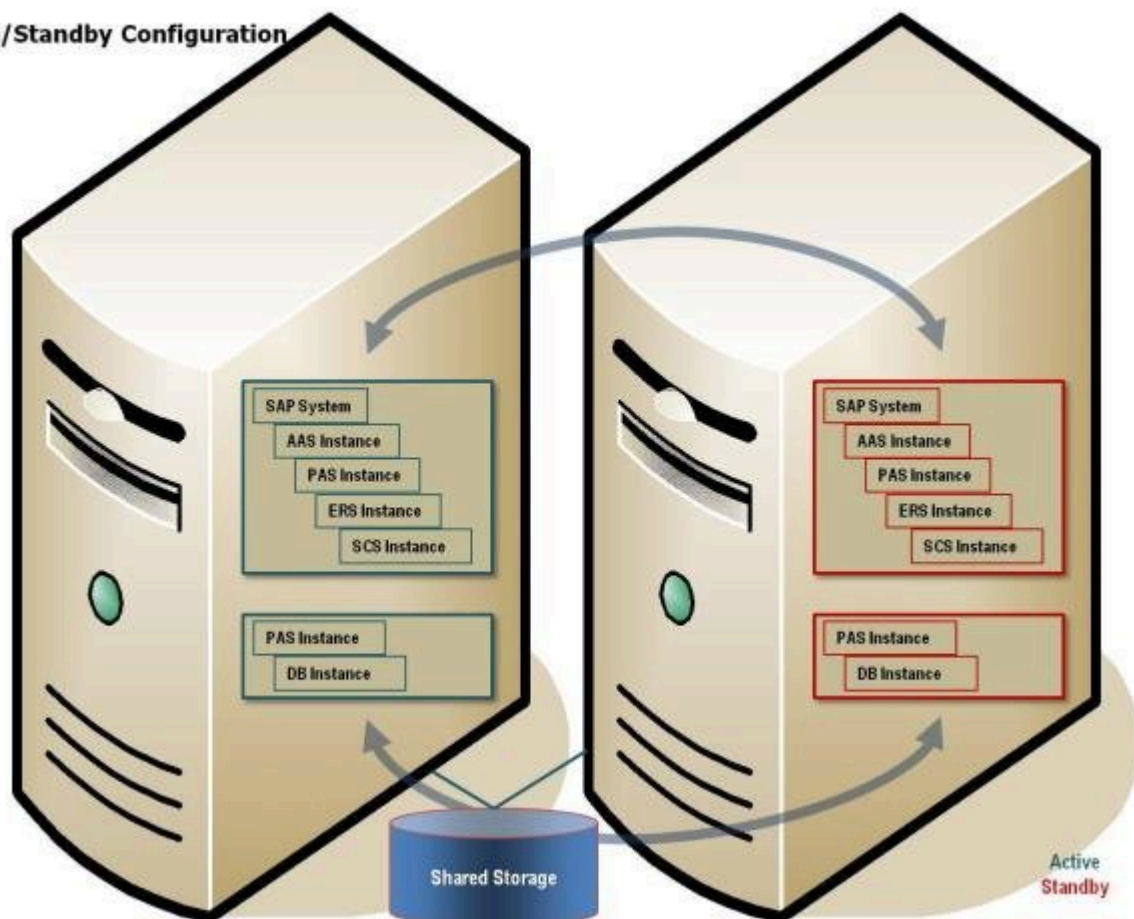 /Standby Configuration
SAP System
AAS Instance
PAS Instance
ERS Instance
SCS Instance
PAS Instance
DB Instance
SAP System
AAS Instance
PAS Instance
ERS Instance
SCS Instance
PAS Instance
DB Instance
Shared Storage
Active
Standby